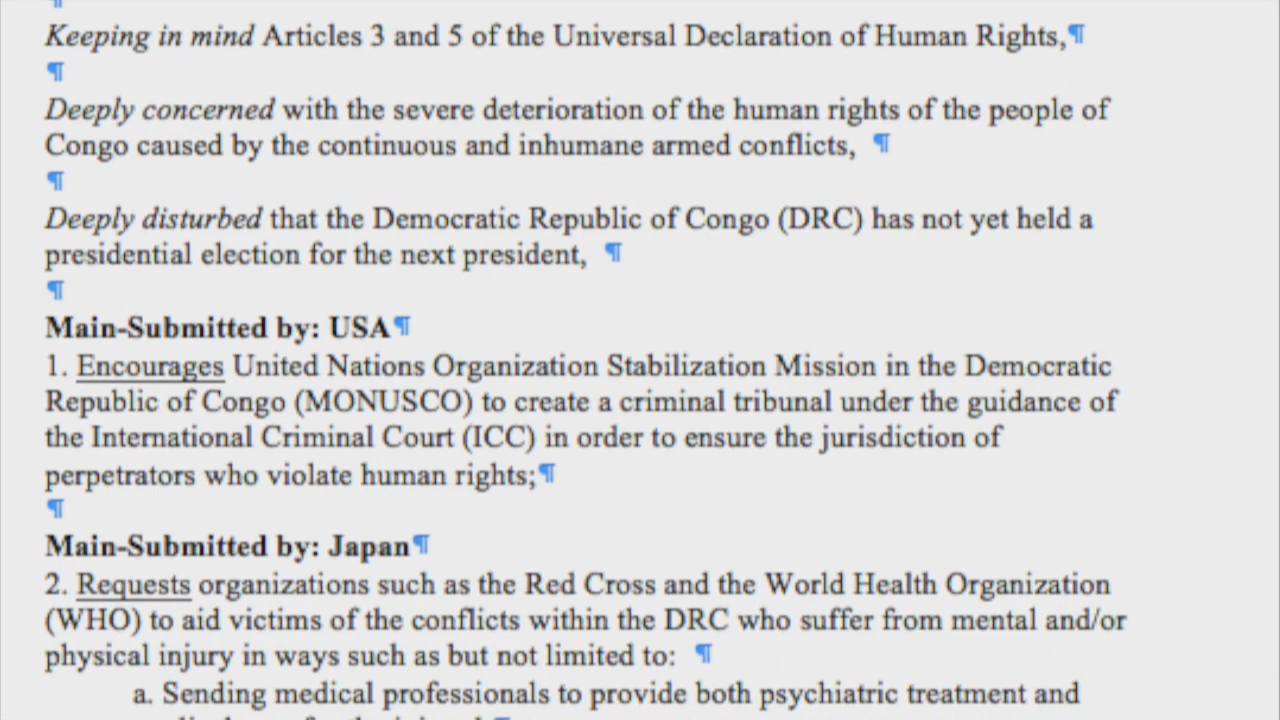 Keeping in mind Articles 3 and 5 of the Universal Declaration of Human Rights,¶
¶
Deeply concerned with the severe deterioration of the human rights of the people of
Congo caused by the continuous and inhumane armed conflicts, ¶
¶
Deeply disturbed that the Democratic Republic of Congo (DRC) has not yet held a
presidential election for the next president, ¶
¶
Main-Submitted by: USA¶
1. Encourages United Nations Organization Stabilization Mission in the Democratic
Republic of Congo (MONUSCO) to create a criminal tribunal under the guidance of
the International Criminal Court (ICC) in order to ensure the jurisdiction of
perpetrators who violate human rights;¶
¶
Main-Submitted by: Japan¶
2. Requests organizations such as the Red Cross and the World Health Organization
(WHO) to aid victims of the conflicts within the DRC who suffer from mental and/or
physical injury in ways such as but not limited to: ¶
a. Sending medical professionals to provide both psychiatric treatment and